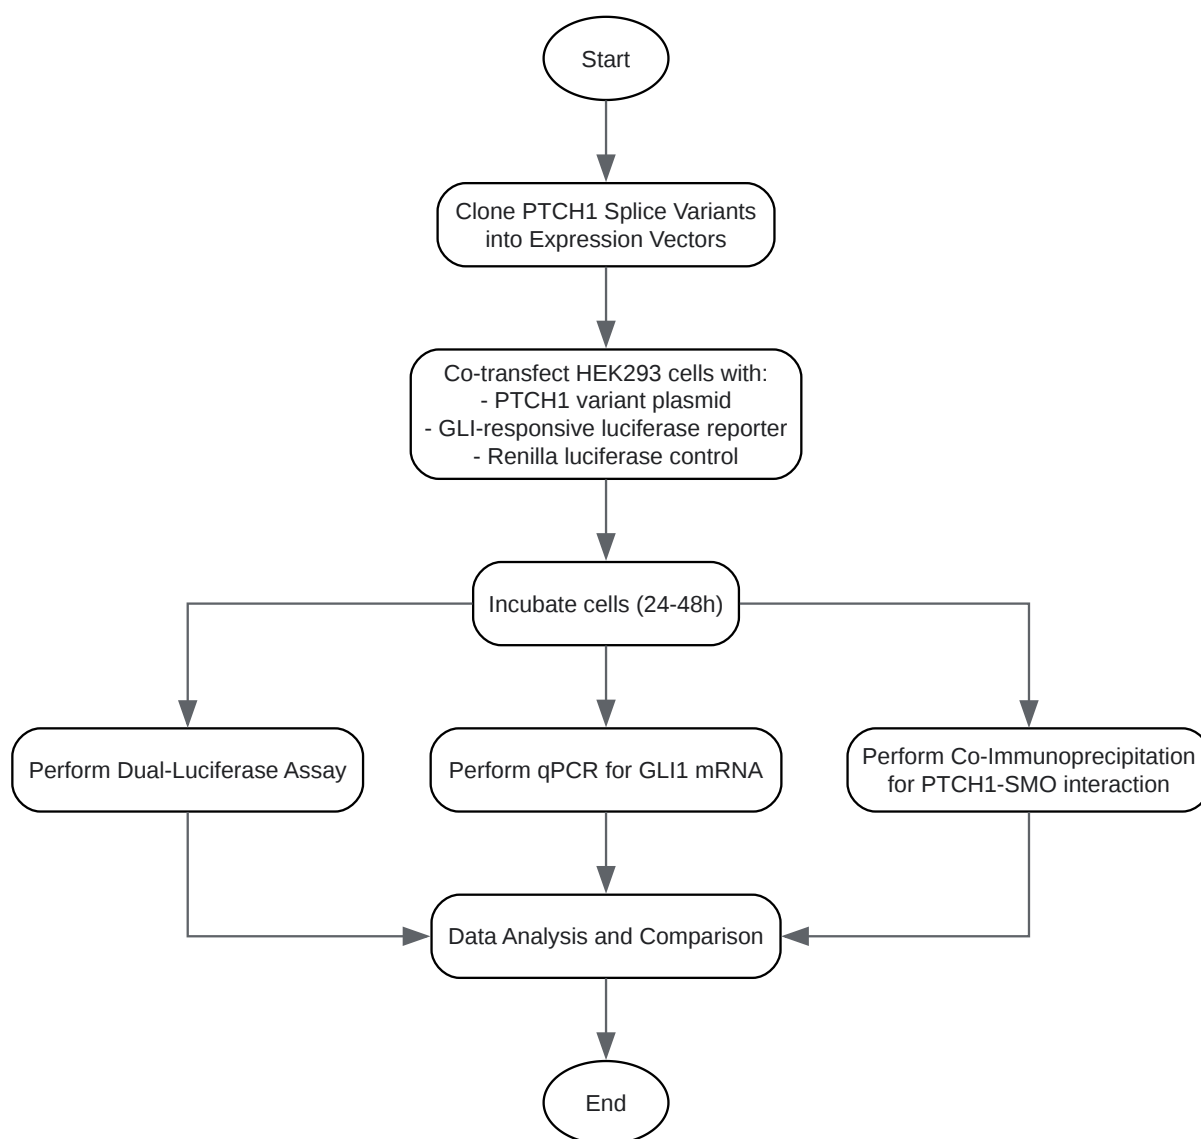 Start
Clone PTCH1 Splice Variants
into Expression Vectors
Co-transfect HEK293 cells with:
- PTCH1 variant plasmid
- GLI-responsive luciferase reporter
- Renilla luciferase control
Incubate cells (24-48h)
Perform Dual-Luciferase Assay
Perform qPCR for GLI1 mRNA
Perform Co-Immunoprecipitation
for PTCH1-SMO interaction
Data Analysis and Comparison
End